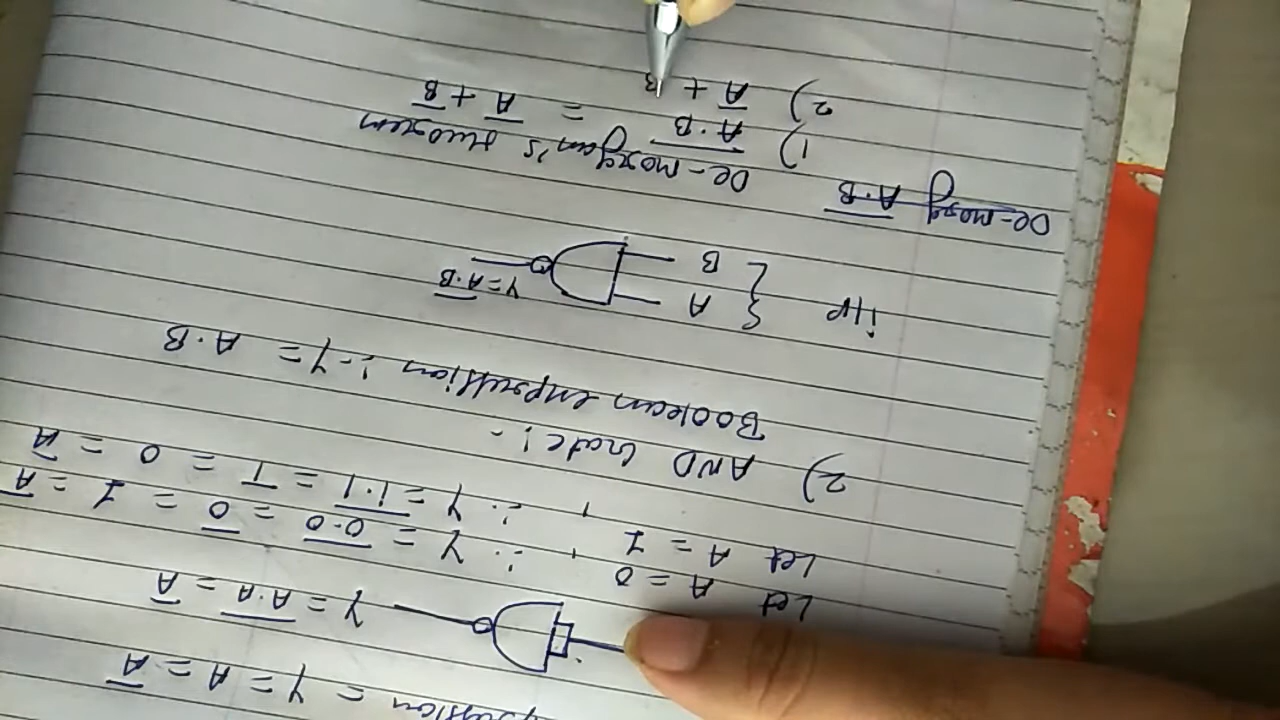 = Y = A = A̅
Y = A̅·̅A̅ = A̅
Let A = 0 , ∴ Y = 0̅·̅0̅ = 0̅ = 1 = A̅
Let A = 1 , ∴ Y = 1̅·̅1̅ = 1̅ = 0 = A̅
2) AND Gate :-
Boolean expression :- Y = A·B
i/p { A B
Y = A̅·̅B̅
De-morg A̅·̅B̅
De-morgan's theorem
1) A̅·̅B̅ = A̅ + B̅
2) A + B